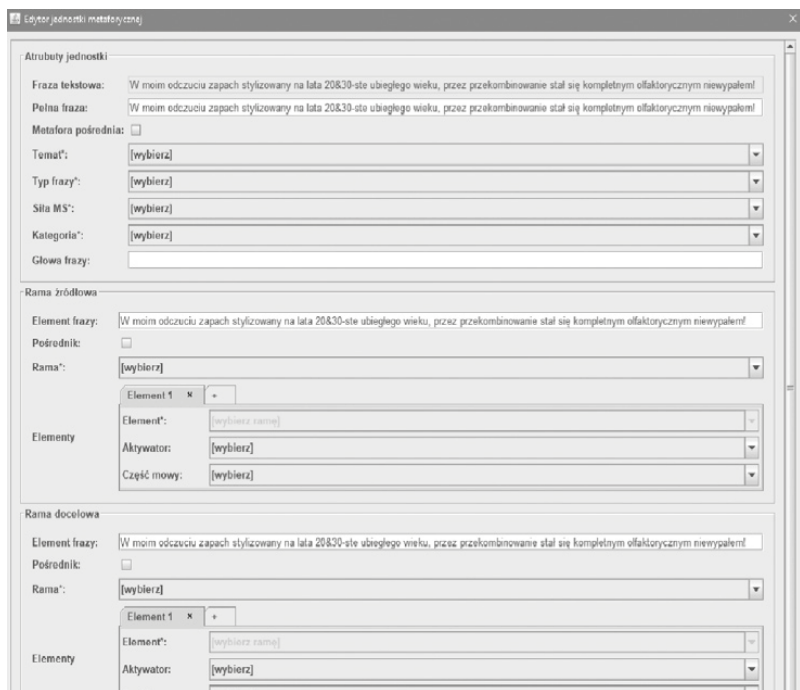 Edytor jednostki metaforycznej
Atrubuty jednostki
Fraza tekstowa: W moim odczuciu zapach stylizowany na lata 20&30-ste ubiegłego wieku, przez przekombinowanie stał się kompletnym olfaktorycznym niewypałem!
Pełna fraza: W moim odczuciu zapach stylizowany na lata 20&30-ste ubiegłego wieku, przez przekombinowanie stał się kompletnym olfaktorycznym niewypałem!
Metafora pośrednia:
Temat*: [wybierz]
Typ frazy*: [wybierz]
Siła MS*: [wybierz]
Kategoria*: [wybierz]
Głowa frazy:
Rama źródłowa
Element frazy: W moim odczuciu zapach stylizowany na lata 20&30-ste ubiegłego wieku, przez przekombinowanie stał się kompletnym olfaktorycznym niewypałem!
Pośrednik:
Rama*: [wybierz]
Element 1 × +
Element*: [wybierz ramę]
Elementy
Aktywator: [wybierz]
Część mowy: [wybierz]
Rama docelowa
Element frazy: W moim odczuciu zapach stylizowany na lata 20&30-ste ubiegłego wieku, przez przekombinowanie stał się kompletnym olfaktorycznym niewypałem!
Pośrednik:
Rama*: [wybierz]
Element 1 × +
Element*: [wybierz ramę]
Elementy
Aktywator: [wybierz]